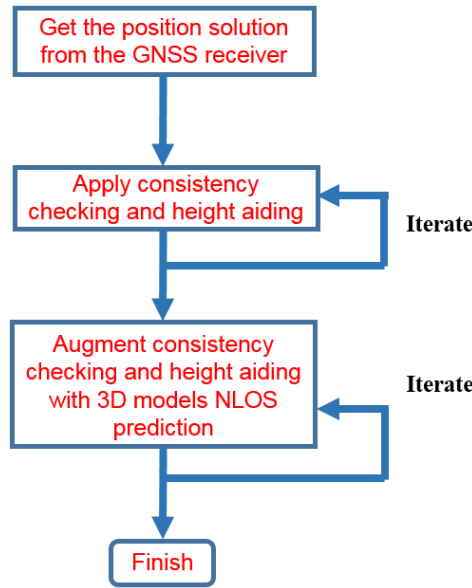 Get the position solution
from the GNSS receiver
Apply consistency
checking and height aiding
Iterate
Augment consistency
checking and height aiding
with 3D models NLOS
prediction
Iterate
Finish